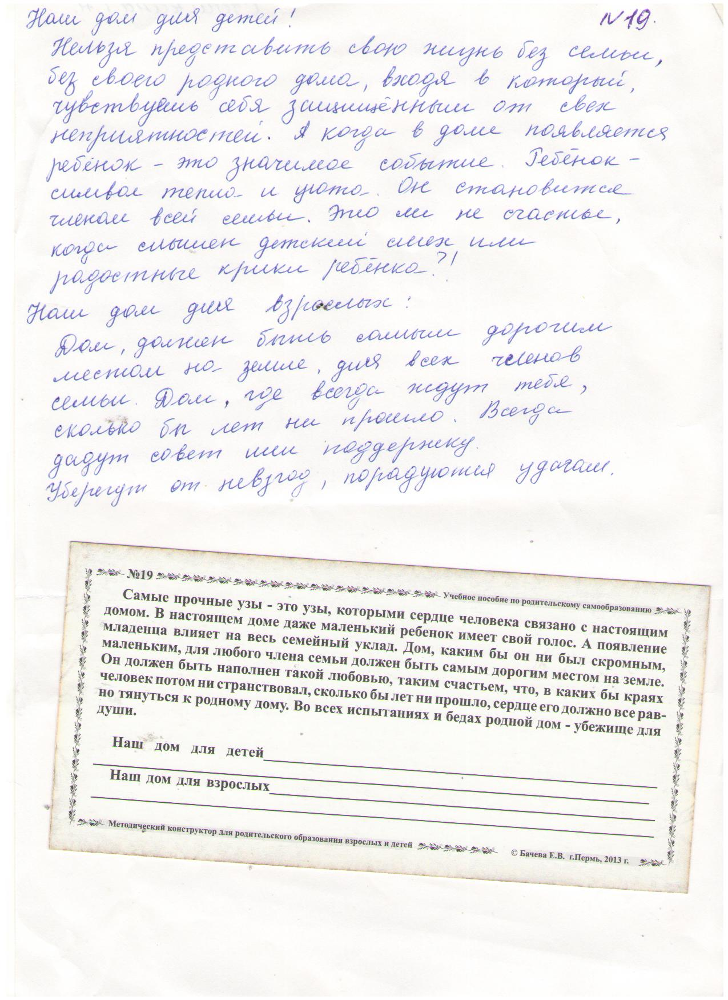 Наш дом для детей!
N 19.
Нельзя представить свою жизнь без семьи,
без своего родного дома, входя в который,
чувствуешь себя защищённым от свех
неприятностей. А когда в доме появляется
ребёнок - это значимое событие. Ребёнок -
символ тепла и уюта. Он становится
членом всей семьи. Это ли не счастье,
когда слышен детский смех или
радостные крики ребёнка?!
Наш дом для взрослых:
Дом, должен быть самым дорогим
местом на земле, для всех членов
семьи. Дом, где всегда ждут тебя,
сколько бы лет ни прошло. Всегда
дадут совет или поддержку.
Уберегут от невзгод, порадуются удачам.
№19
Учебное пособие по родительскому самообразованию
Самые прочные узы - это узы, которыми сердце человека связано с настоящим
домом. В настоящем доме даже маленький ребенок имеет свой голос. А появление
младенца влияет на весь семейный уклад. Дом, каким бы он ни был скромным,
маленьким, для любого члена семьи должен быть самым дорогим местом на земле.
Он должен быть наполнен такой любовью, таким счастьем, что, в каких бы краях
человек потом ни странствовал, сколько бы лет ни прошло, сердце его должно все рав-
но тянуться к родному дому. Во всех испытаниях и бедах родной дом - убежище для
души.
Наш дом для детей
Наш дом для взрослых
Методический конструктор для родительского образования взрослых и детей
© Бачева Е.В. г.Пермь, 2013 г.